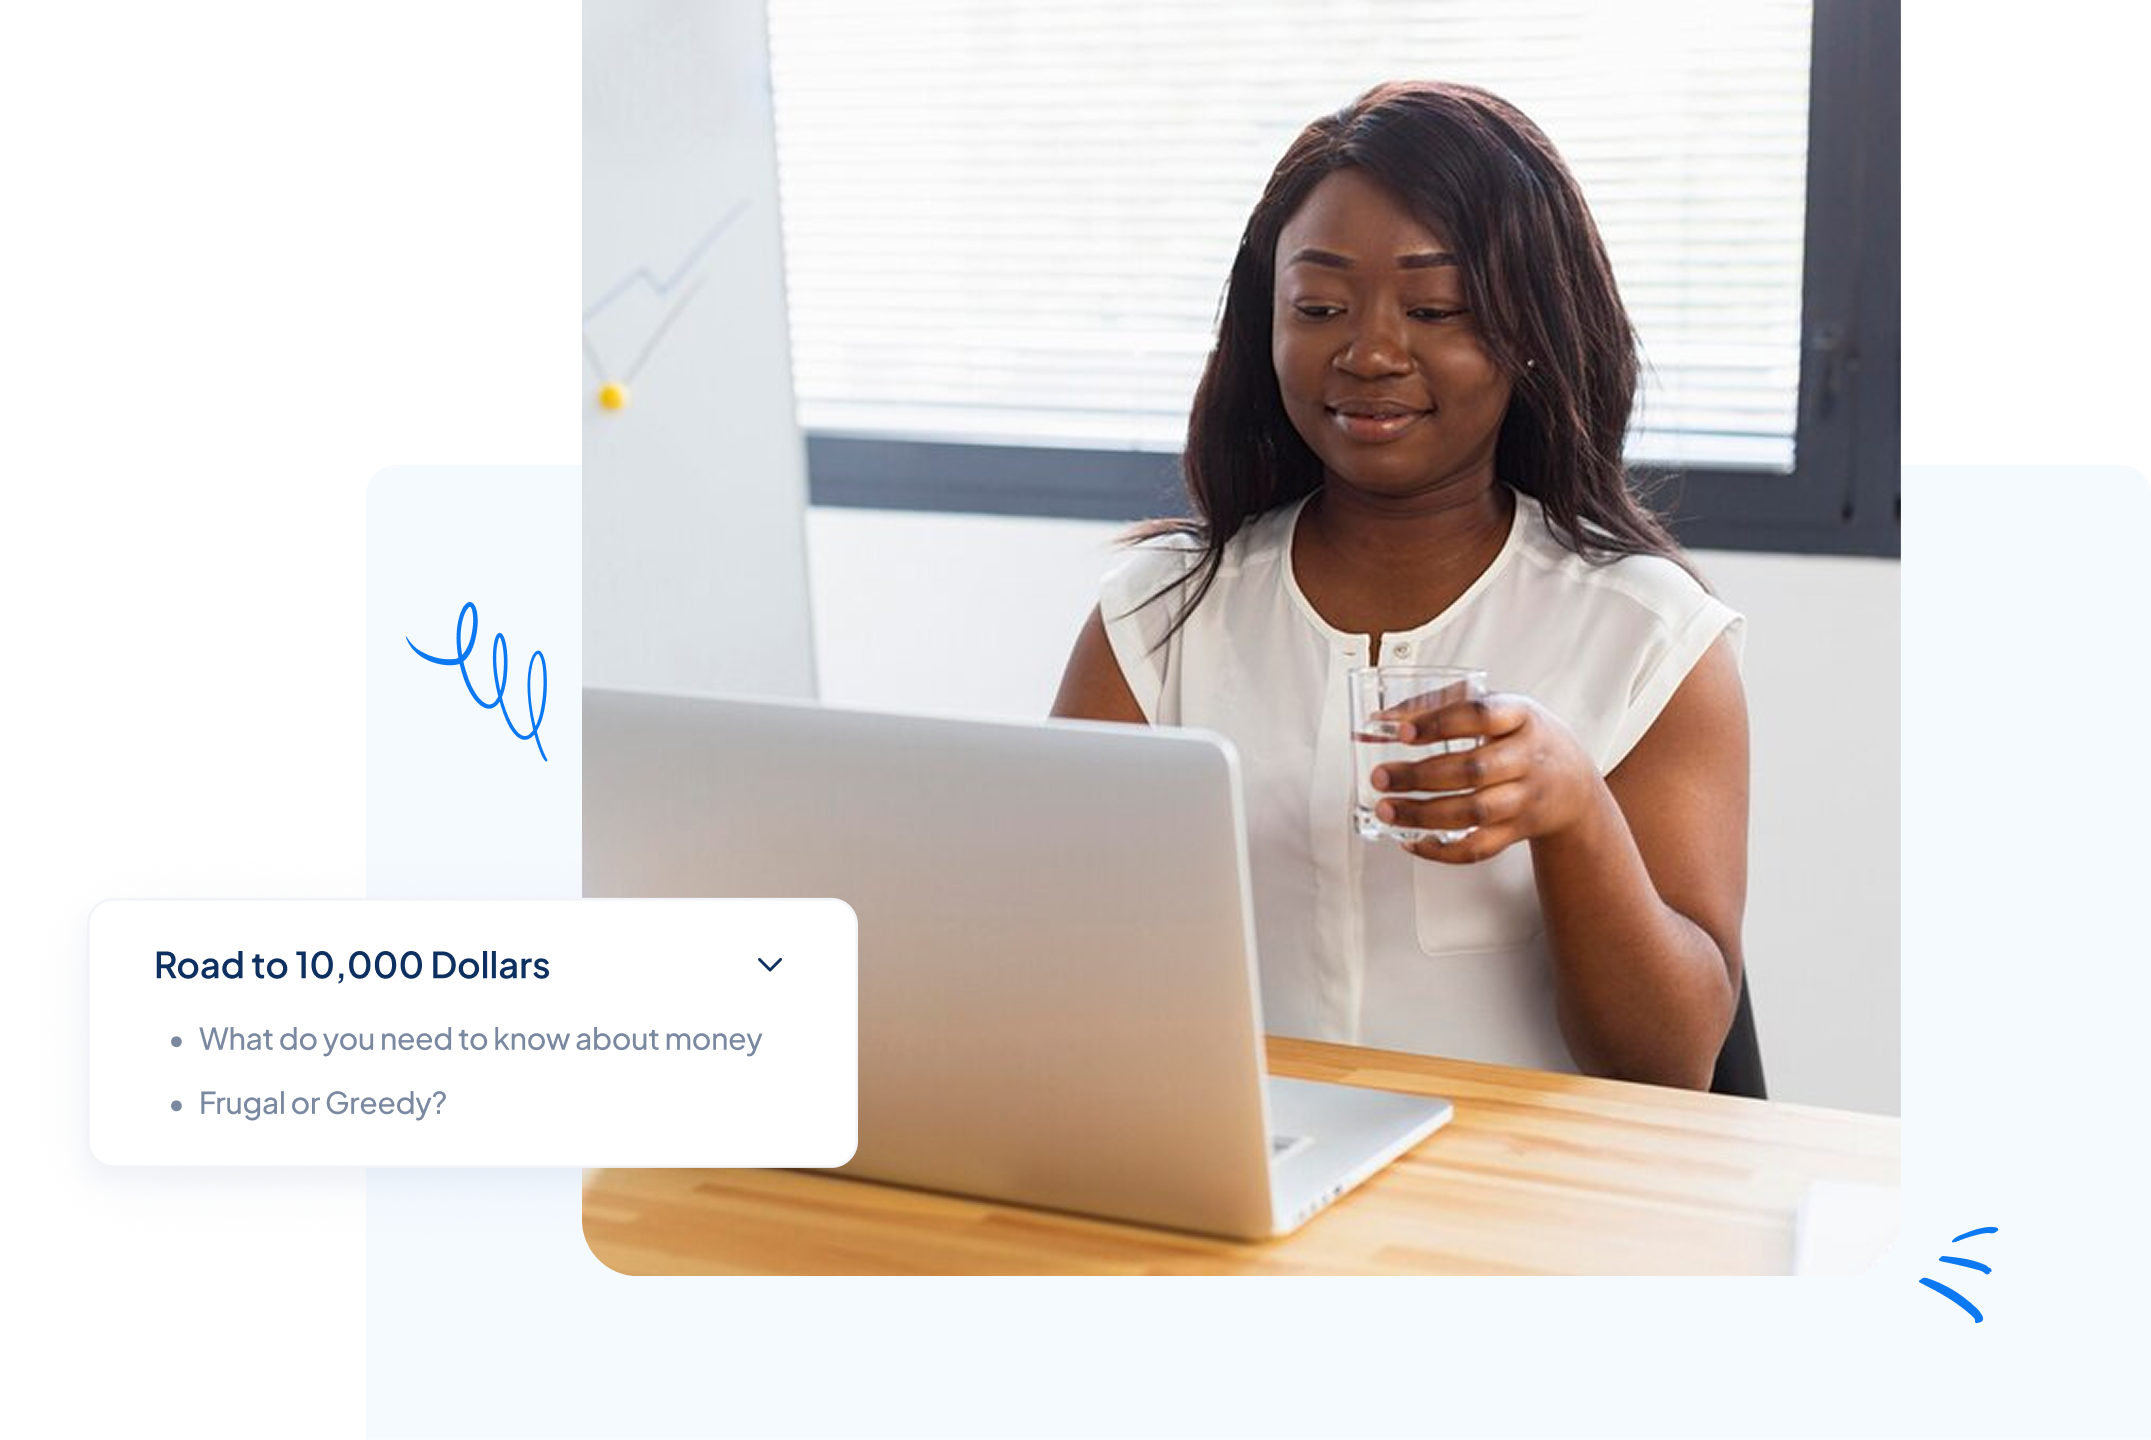 Road to 10,000 Dollars
• What do you need to know about money
• Frugal or Greedy?